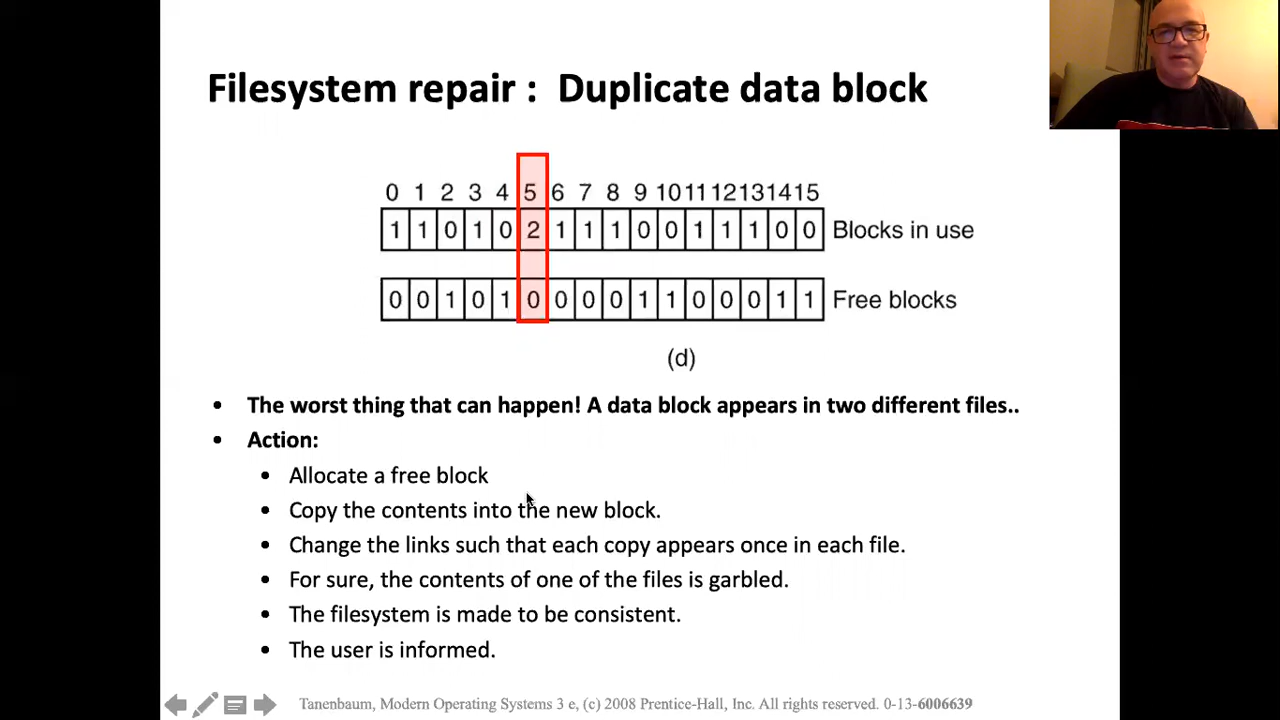 Filesystem repair : Duplicate data block
0 1 2 3 4 5 6 7 8 9 10 11 12 13 14 15
1 1 0 1 0 2 1 1 1 0 0 1 1 1 0 0 Blocks in use
0 0 1 0 1 0 0 0 0 1 1 0 0 0 1 1 Free blocks
(d)
• The worst thing that can happen! A data block appears in two different files..
• Action:
• Allocate a free block
• Copy the contents into the new block.
• Change the links such that each copy appears once in each file.
• For sure, the contents of one of the files is garbled.
• The filesystem is made to be consistent.
• The user is informed.
Tanenbaum, Modern Operating Systems 3 e, (c) 2008 Prentice-Hall, Inc. All rights reserved. 0-13-6006639